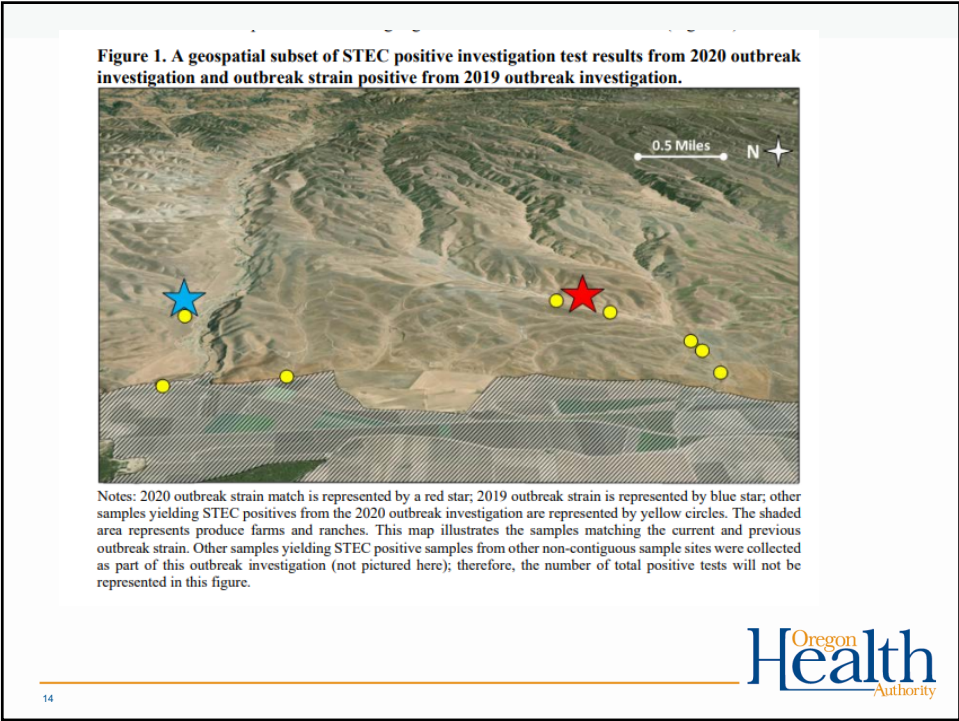 Figure 1. A geospatial subset of STEC positive investigation test results from 2020 outbreak
investigation and outbreak strain positive from 2019 outbreak investigation.
0.5 Miles
N
Notes: 2020 outbreak strain match is represented by a red star; 2019 outbreak strain is represented by blue star; other
samples yielding STEC positives from the 2020 outbreak investigation are represented by yellow circles. The shaded
area represents produce farms and ranches. This map illustrates the samples matching the current and previous
outbreak strain. Other samples yielding STEC positive samples from other non-contiguous sample sites were collected
as part of this outbreak investigation (not pictured here); therefore, the number of total positive tests will not be
represented in this figure.
14
Oregon
Health
Authority